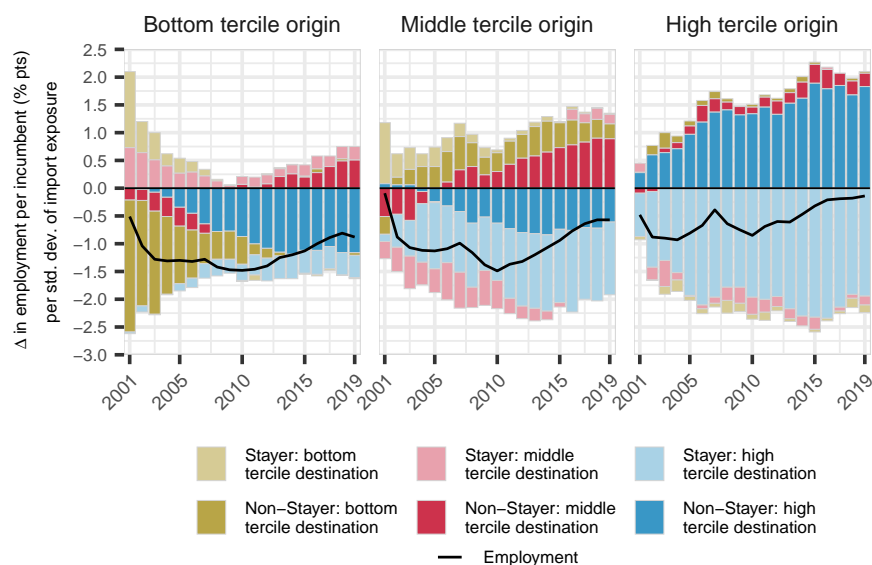 Bottom tercile origin
Middle tercile origin
High tercile origin
Δ in employment per incumbent (% pts)
per std. dev. of import exposure
2.5
2.0
1.5
1.0
0.5
0.0
−0.5
−1.0
−1.5
−2.0
−2.5
−3.0
2001
2005
2010
2015
2019
2001
2005
2010
2015
2019
2001
2005
2010
2015
2019
Stayer: bottom
tercile destination
Stayer: middle
tercile destination
Stayer: high
tercile destination
Non−Stayer: bottom
tercile destination
Non−Stayer: middle
tercile destination
Non−Stayer: high
tercile destination
Employment